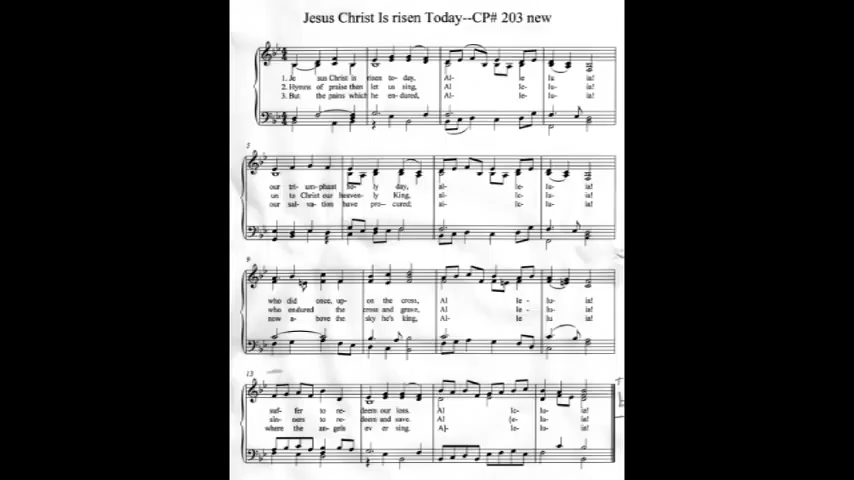 Jesus Christ Is risen Today--CP# 203 new
1. Je sus Christ is risen to- day, Al- le lu ia!
2. Hymns of praise then let us sing, Al le- lu- ia!
3. But the pains which he en- dured, Al- le- lu- ia!
5
our tri- um- phant ho- ly day, al- le- lu- ia!
un to Christ our heaven- ly King, al- le- lu- ia!
our sal- va- tion have pro- cured; al- le- lu- ia!
9
who did once, up- on the cross, Al le - lu- ia!
who endured the cross and grave, Al le - lu- ia!
now a- bove the sky he's king, Al- le lu ia!
13
suf- fer to re- deem our loss. Al le- lu- ia!
sin- ners to re- deem and save. Al le- lu- ia!
where the an- gels ev er sing. Al- le- lu- ia!